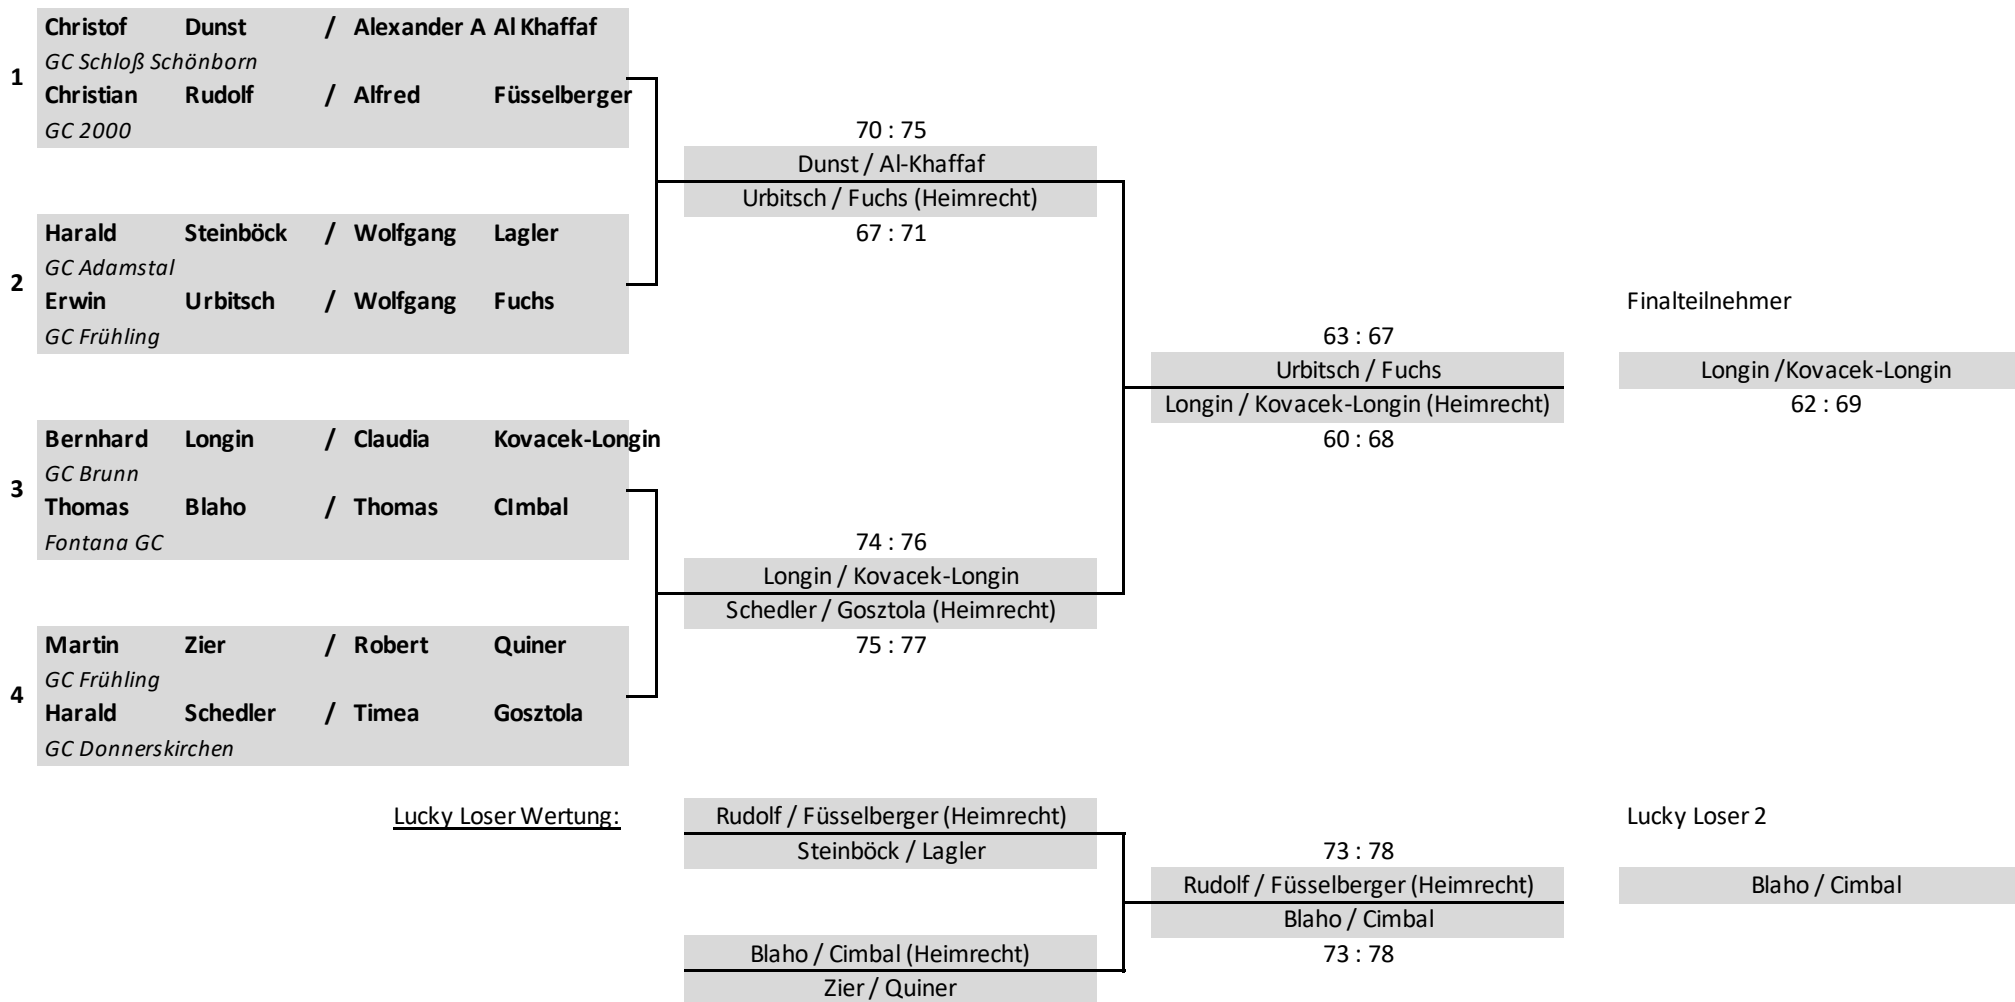 Christof Dunst / Alexander A Al Khaffaf
GC Schloß Schönborn
1
Christian Rudolf / Alfred Füsselberger
GC 2000
70 : 75
Dunst / Al-Khaffaf
Urbitsch / Fuchs (Heimrecht)
67 : 71
Harald Steinböck / Wolfgang Lagler
GC Adamstal
2
Erwin Urbitsch / Wolfgang Fuchs
GC Frühling
Finalteilnehmer
63 : 67
Urbitsch / Fuchs
Longin / Kovacek-Longin (Heimrecht)
60 : 68
Longin /Kovacek-Longin
62 : 69
Bernhard Longin / Claudia Kovacek-Longin
GC Brunn
3
Thomas Blaho / Thomas CImbal
Fontana GC
74 : 76
Longin / Kovacek-Longin
Schedler / Gosztola (Heimrecht)
75 : 77
Martin Zier / Robert Quiner
GC Frühling
4
Harald Schedler / Timea Gosztola
GC Donnerskirchen
Lucky Loser Wertung:
Rudolf / Füsselberger (Heimrecht)
Steinböck / Lagler
Lucky Loser 2
73 : 78
Rudolf / Füsselberger (Heimrecht)
Blaho / Cimbal
73 : 78
Blaho / Cimbal
Blaho / Cimbal (Heimrecht)
Zier / Quiner